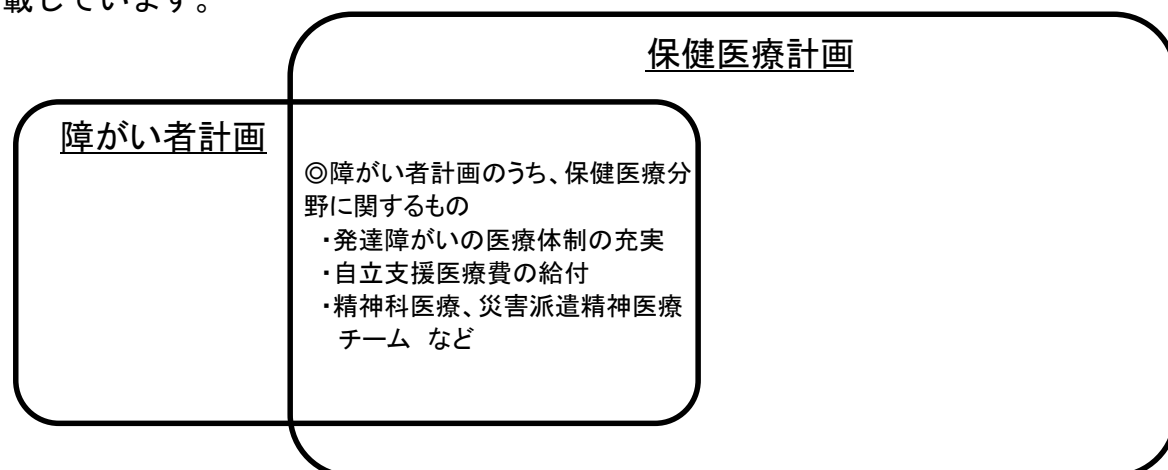 載しています。
保健医療計画
障がい者計画
◎障がい者計画のうち、保健医療分
野に関するもの
・発達障がいの医療体制の充実
・自立支援医療費の給付
・精神科医療、災害派遣精神医療
チーム など